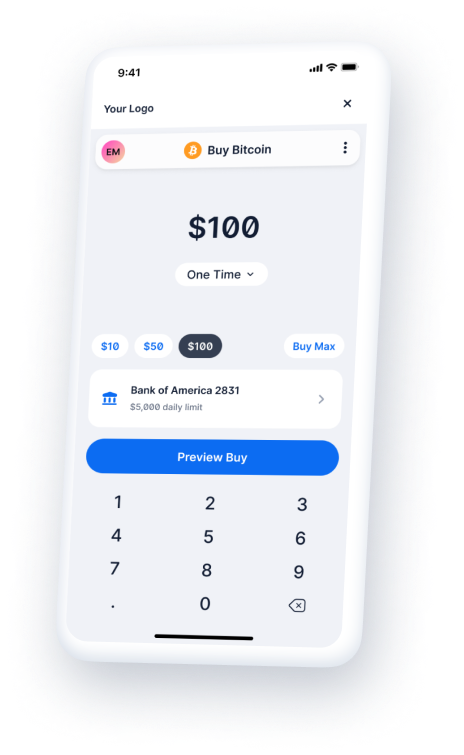 9:41
Your Logo
EM Buy Bitcoin
$100
One Time
$10 $50 $100 Buy Max
Bank of America 2831
$5,000 daily limit
Preview Buy
1 2 3
4 5 6
7 8 9
. 0